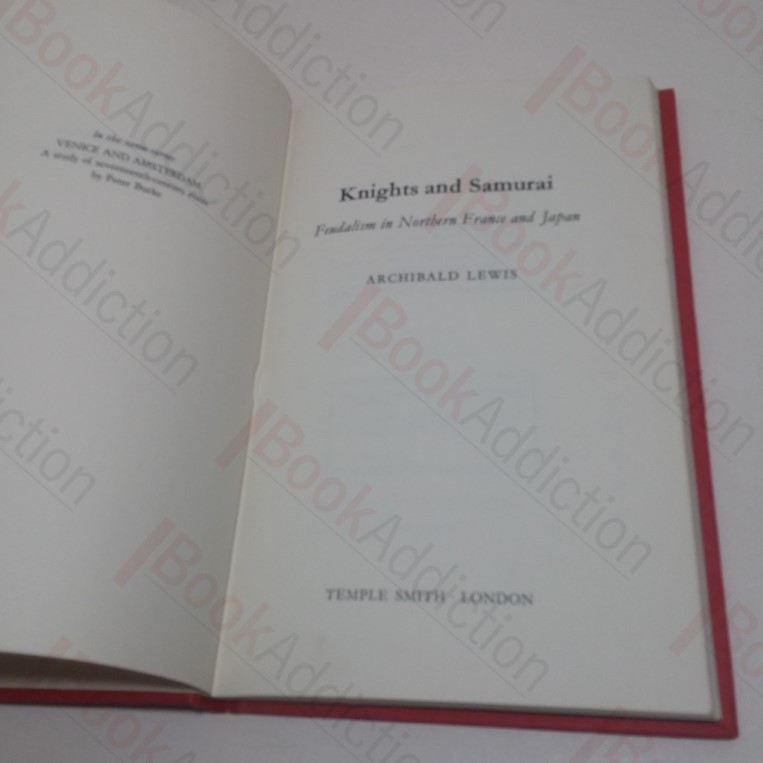 In the same series
VENICE AND AMSTERDAM
A study of seventeenth-century élites
by Peter Burke
Knights and Samurai
Feudalism in Northern France and Japan
ARCHIBALD LEWIS
TEMPLE SMITH · LONDON
BookAddiction